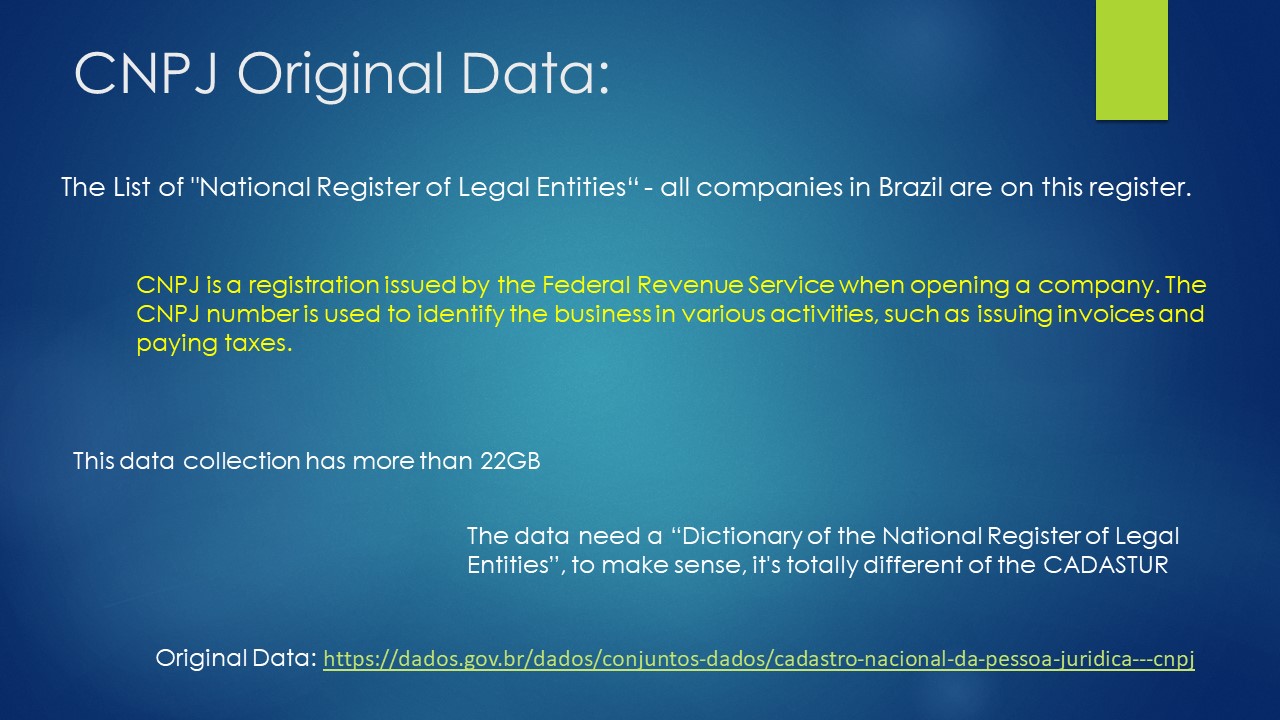 CNPJ Original Data:
The List of "National Register of Legal Entities“ - all companies in Brazil are on this register.
CNPJ is a registration issued by the Federal Revenue Service when opening a company. The
CNPJ number is used to identify the business in various activities, such as issuing invoices and
paying taxes.
This data collection has more than 22GB
The data need a “Dictionary of the National Register of Legal
Entities”, to make sense, it's totally different of the CADASTUR
Original Data: https://dados.gov.br/dados/conjuntos-dados/cadastro-nacional-da-pessoa-juridica---cnpj